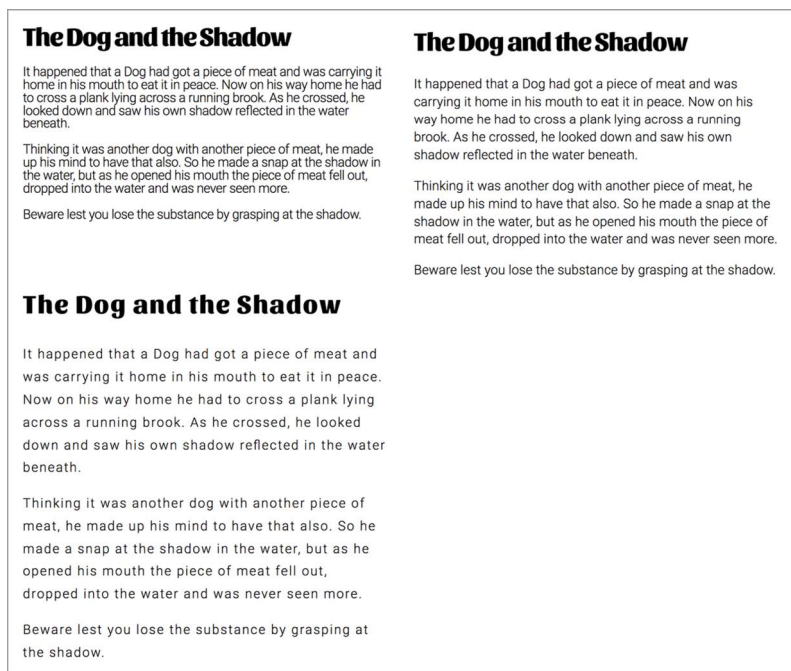 The Dog and the Shadow
It happened that a Dog had got a piece of meat and was carrying it
home in his mouth to eat it in peace. Now on his way home he had
to cross a plank lying across a running brook. As he crossed, he
looked down and saw his own shadow reflected in the water
beneath.
Thinking it was another dog with another piece of meat, he made
up his mind to have that also. So he made a snap at the shadow in
the water, but as he opened his mouth the piece of meat fell out,
dropped into the water and was never seen more.
Beware lest you lose the substance by grasping at the shadow.
The Dog and the Shadow
It happened that a Dog had got a piece of meat and was
carrying it home in his mouth to eat it in peace. Now on his
way home he had to cross a plank lying across a running
brook. As he crossed, he looked down and saw his own
shadow reflected in the water beneath.
Thinking it was another dog with another piece of meat, he
made up his mind to have that also. So he made a snap at the
shadow in the water, but as he opened his mouth the piece of
meat fell out, dropped into the water and was never seen more.
Beware lest you lose the substance by grasping at the shadow.
The Dog and the Shadow
It happened that a Dog had got a piece of meat and
was carrying it home in his mouth to eat it in peace.
Now on his way home he had to cross a plank lying
across a running brook. As he crossed, he looked
down and saw his own shadow reflected in the water
beneath.
Thinking it was another dog with another piece of
meat, he made up his mind to have that also. So he
made a snap at the shadow in the water, but as he
opened his mouth the piece of meat fell out,
dropped into the water and was never seen more.
Beware lest you lose the substance by grasping at
the shadow.